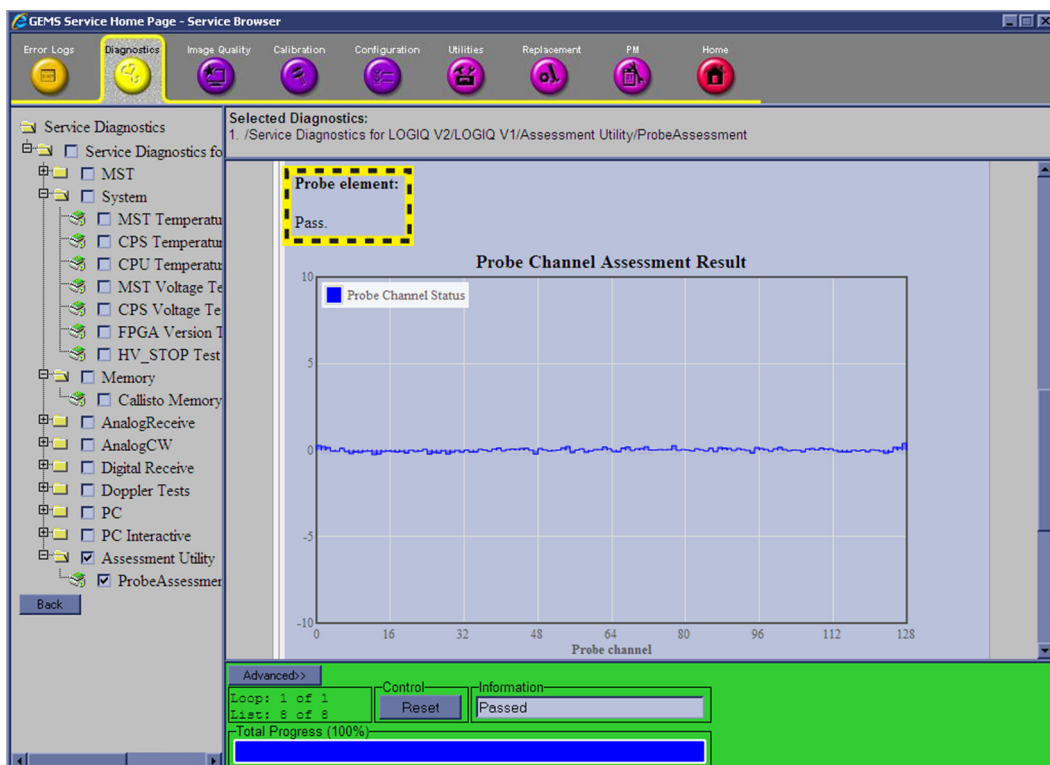 GEMS Service Home Page - Service Browser
Error Logs
Diagnostics
Image Quality
Calibration
Configuration
Utilities
Replacement
PM
Home
Service Diagnostics
Service Diagnostics fo
MST
System
MST Temperatu
CPS Temperatur
CPU Temperatu
MST Voltage Te
CPS Voltage Te
FPGA Version T
HV_STOP Test
Memory
Callisto Memory
AnalogReceive
AnalogCW
Digital Receive
Doppler Tests
PC
PC Interactive
Assessment Utility
ProbeAssessmen
Back
Selected Diagnostics:
1. /Service Diagnostics for LOGIQ V2/LOGIQ V1/Assessment Utility/ProbeAssessment
Probe element:
Pass.
Probe Channel Assessment Result
Probe Channel Status
10
5
0
-5
-10
0 16 32 48 64 80 96 112 128
Probe channel
Advanced>>
Loop: 1 of 1
List: 8 of 8
Control
Reset
Information
Passed
Total Progress (100%)